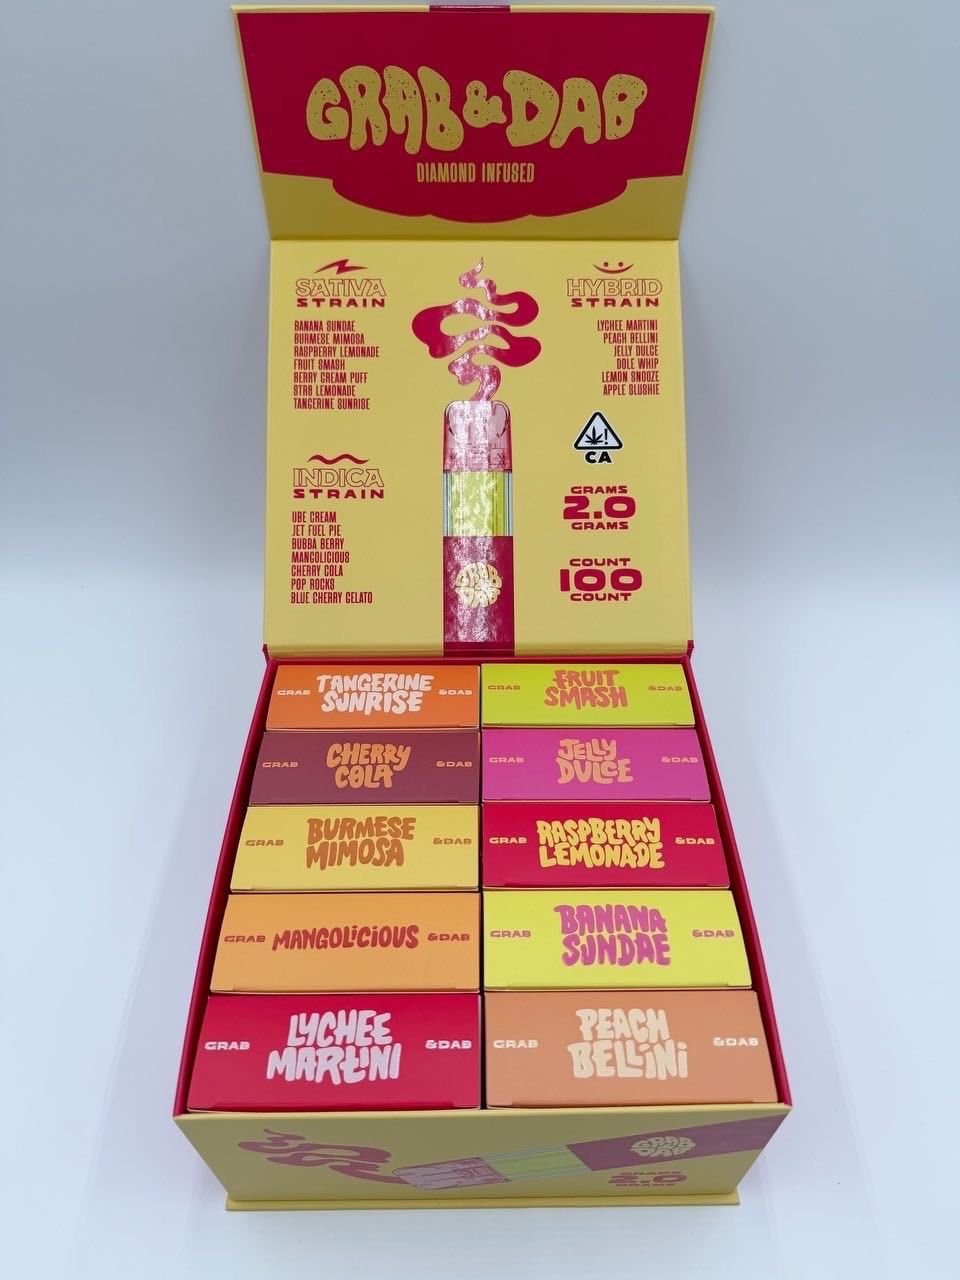 GRAB & DAB
DIAMOND INFUSED
SATIVA
STRAIN
BANANA SUNDAE
BURMESE MIMOSA
RASPBERRY LEMONADE
FRUIT SMASH
BERRY CREAM PUFF
STR8 LEMONADE
TANGERINE SUNRISE
HYBRID
STRAIN
LYCHEE MARTINI
PEACH BELLINI
JELLY DULCE
DOLE WHIP
LEMON SNOOZE
APPLE SLUSHIE
!
CA
INDICA
STRAIN
UBE CREAM
JET FUEL PIE
BUBBA BERRY
MANGOLICIOUS
CHERRY COLA
POP ROCKS
BLUE CHERRY GELATO
GRAMS
2.0
GRAMS
COUNT
100
COUNT
GRAB
& DAB
GRAB TANGERINE SUNRISE &DAB
GRAB FRUIT SMASH &DAB
GRAB CHERRY COLA &DAB
GRAB JELLY DULCE &DAB
GRAB BURMESE MIMOSA &DAB
GRAB RASPBERRY LEMONADE &DAB
GRAB MANGOLICIOUS &DAB
GRAB BANANA SUNDAE &DAB
GRAB LYCHEE MARTINI &DAB
GRAB PEACH BELLINI &DAB
GRAB
DAB
GRAMS
2.0
GRAMS